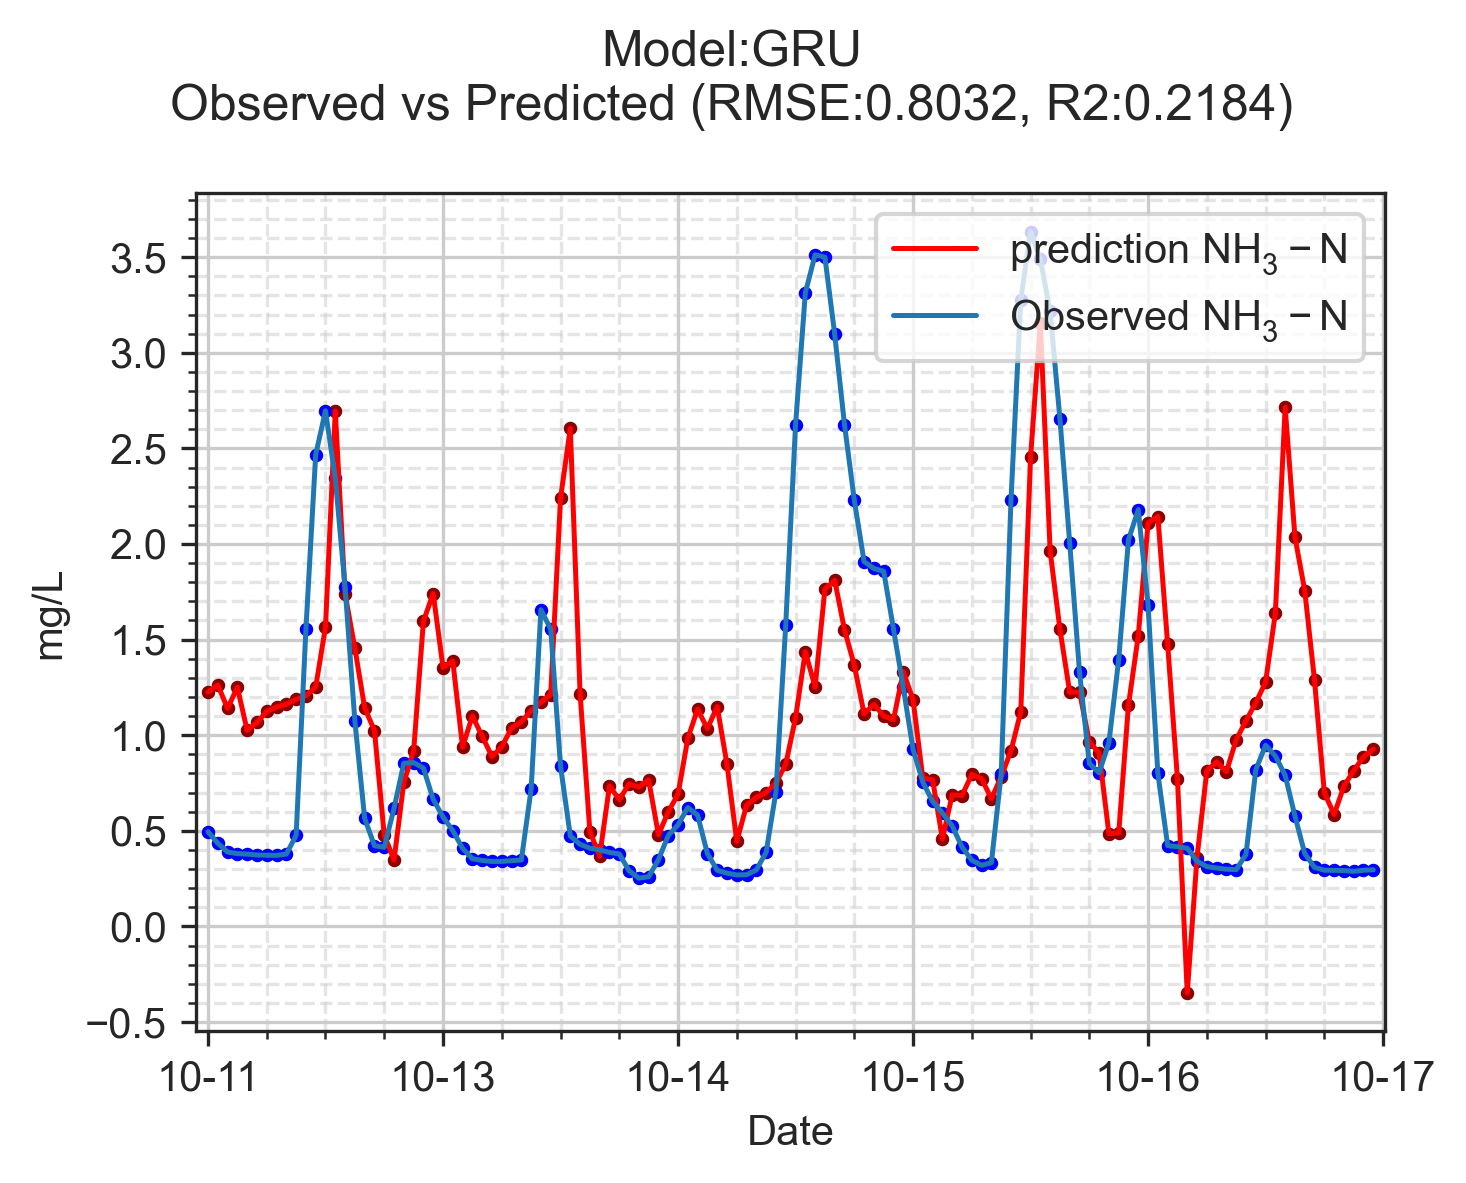 Model:GRU
Observed vs Predicted (RMSE:0.8032, R2:0.2184)
prediction NH₃ − N
Observed NH₃ − N
mg/L
3.5
3.0
2.5
2.0
1.5
1.0
0.5
0.0
−0.5
10-11 10-13 10-14 10-15 10-16 10-17
Date